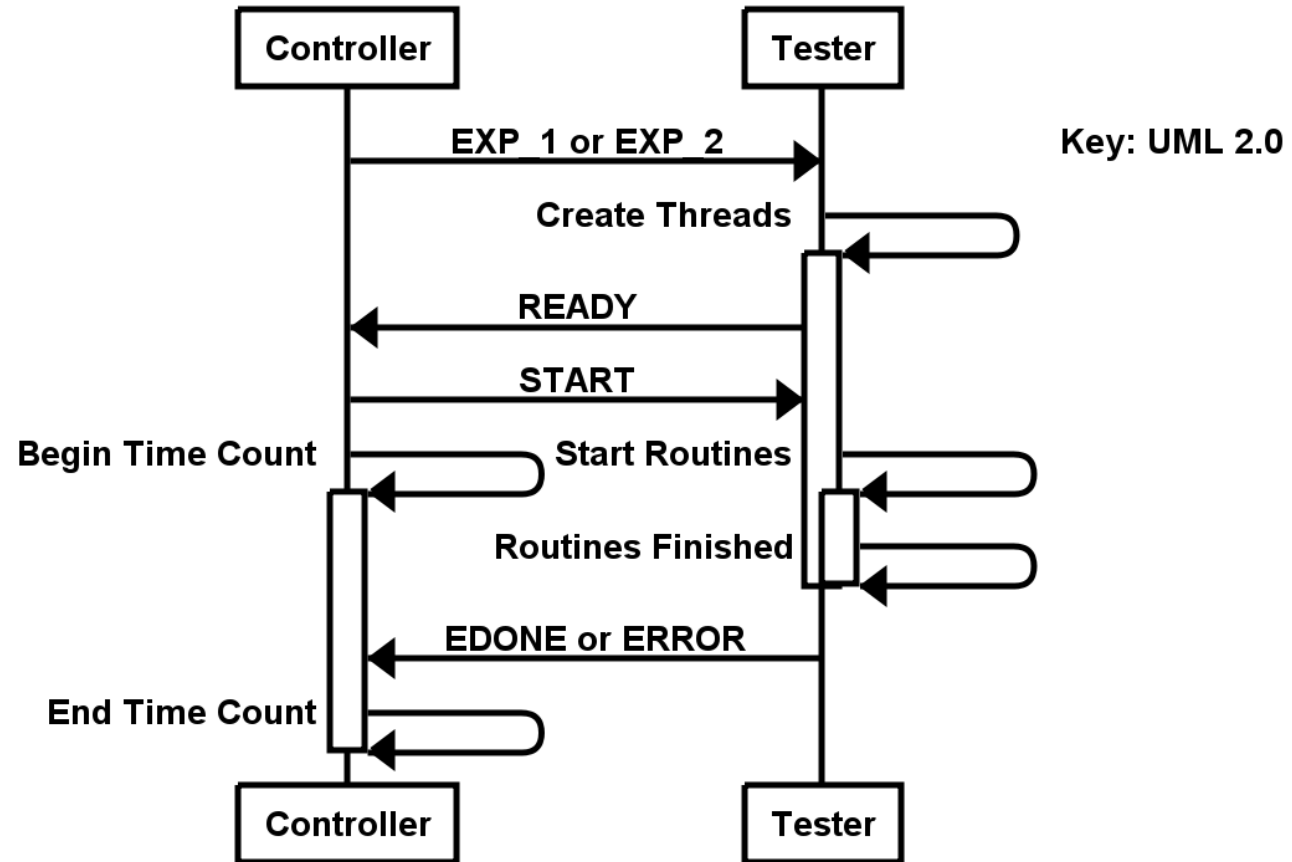 Controller
Tester
EXP_1 or EXP_2
Key: UML 2.0
Create Threads
READY
START
Begin Time Count
Start Routines
Routines Finished
EDONE or ERROR
End Time Count
Controller
Tester